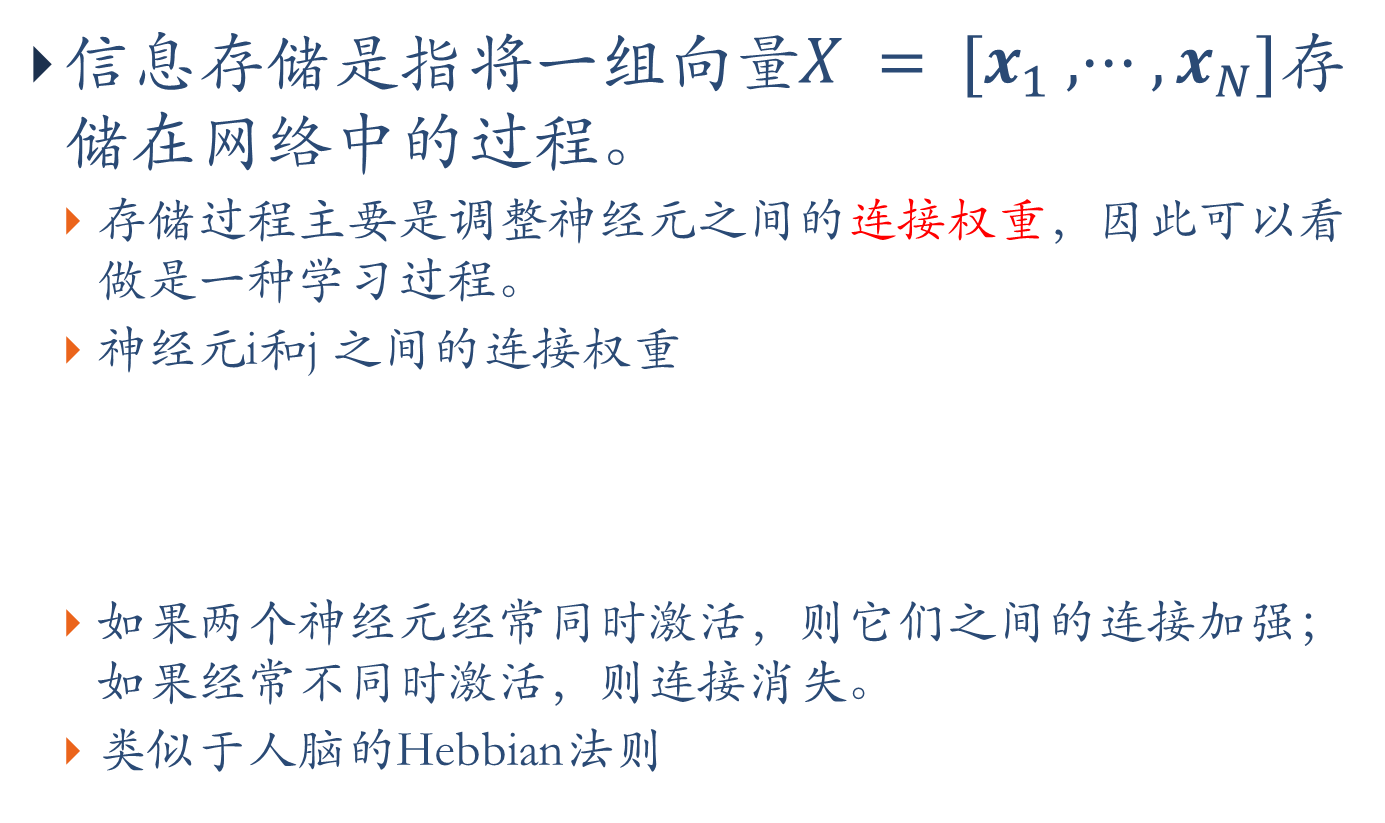 信息存储是指将一组向量X = [x₁ ,⋯ , x_N]存
储在网络中的过程。
存储过程主要是调整神经元之间的连接权重，因此可以看
做是一种学习过程。
神经元i和j 之间的连接权重
如果两个神经元经常同时激活，则它们之间的连接加强；
如果经常不同时激活，则连接消失。
类似于人脑的Hebbian法则